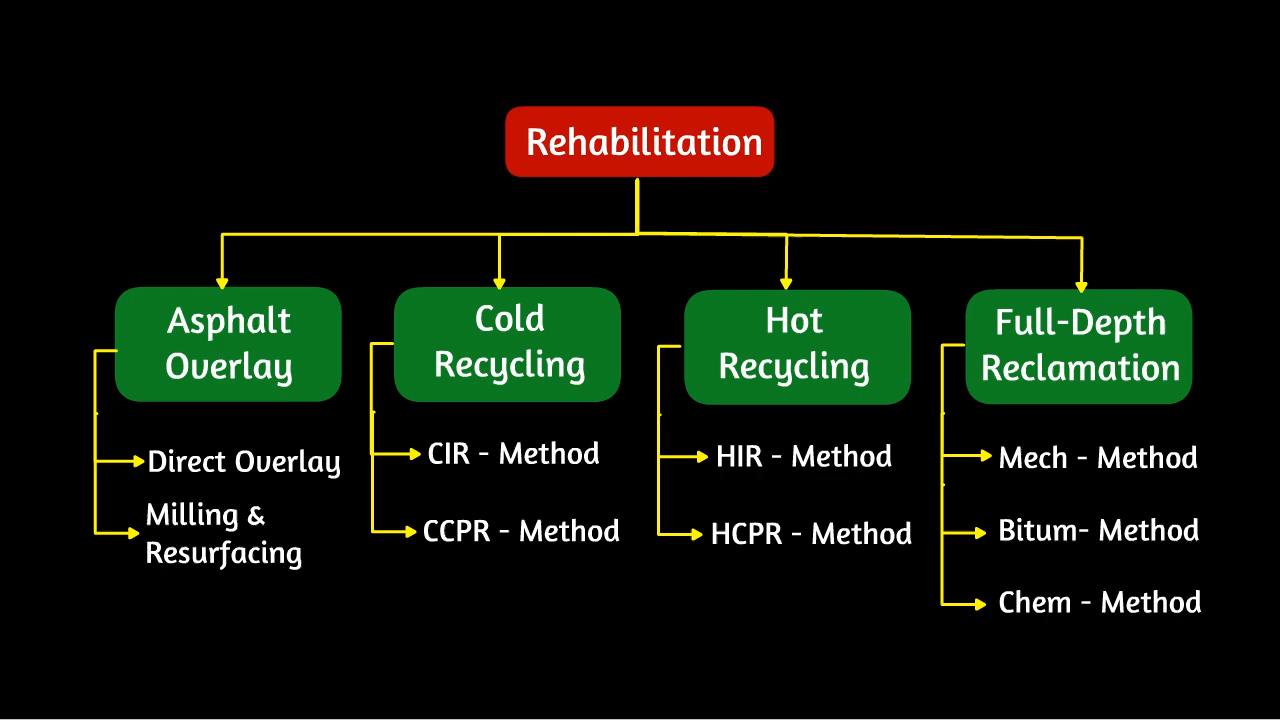 Rehabilitation
Asphalt
Overlay
Direct Overlay
Milling &
Resurfacing
Cold
Recycling
CIR - Method
CCPR - Method
Hot
Recycling
HIR - Method
HCPR - Method
Full-Depth
Reclamation
Mech - Method
Bitum- Method
Chem - Method